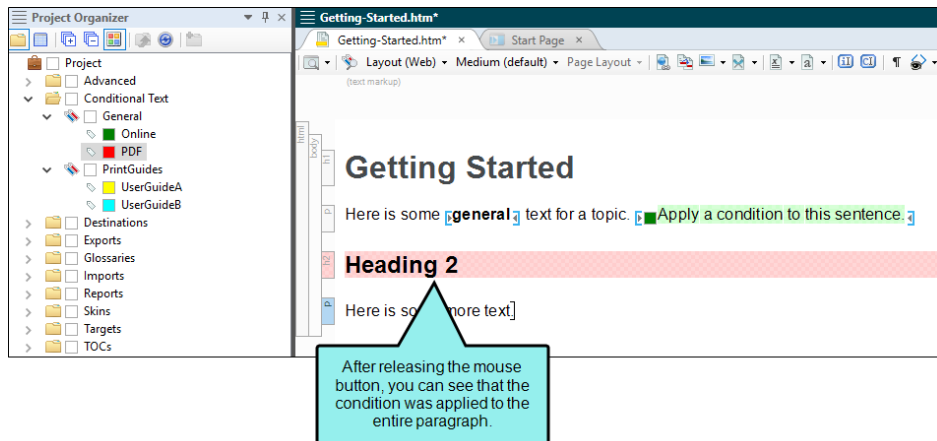 Project Organizer
Getting-Started.htm*
Getting-Started.htm* × Start Page ×
Layout (Web) Medium (default) Page Layout
(text markup)
Project
Advanced
Conditional Text
General
Online
PDF
PrintGuides
UserGuideA
UserGuideB
Destinations
Exports
Glossaries
Imports
Reports
Skins
Targets
TOCs
html
body
h1
Getting Started
p
Here is some general text for a topic. Apply a condition to this sentence.
h2
Heading 2
p
Here is so more text
After releasing the mouse
button, you can see that the
condition was applied to the
entire paragraph.